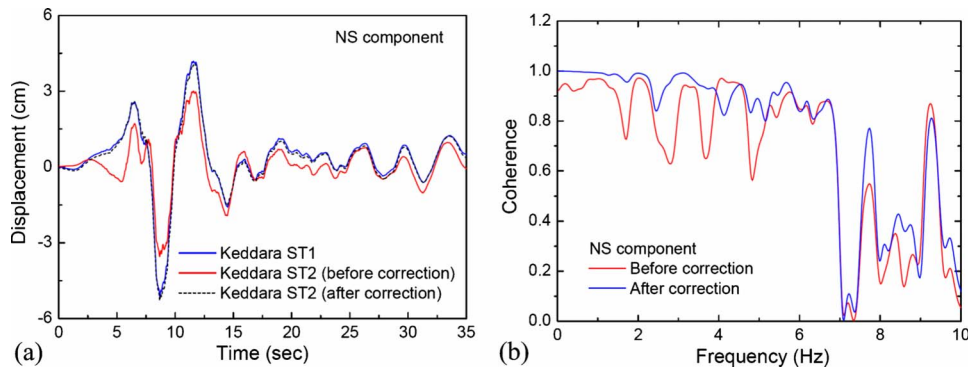 6
3
0
-3
-6
Displacement (cm)
NS component
Keddara ST1
Keddara ST2 (before correction)
Keddara ST2 (after correction)
0 5 10 15 20 25 30 35
(a)
Time (sec)
1.2
1.0
0.8
0.6
0.4
0.2
0.0
Coherence
NS component
Before correction
After correction
0 2 4 6 8 10
(b)
Frequency (Hz)